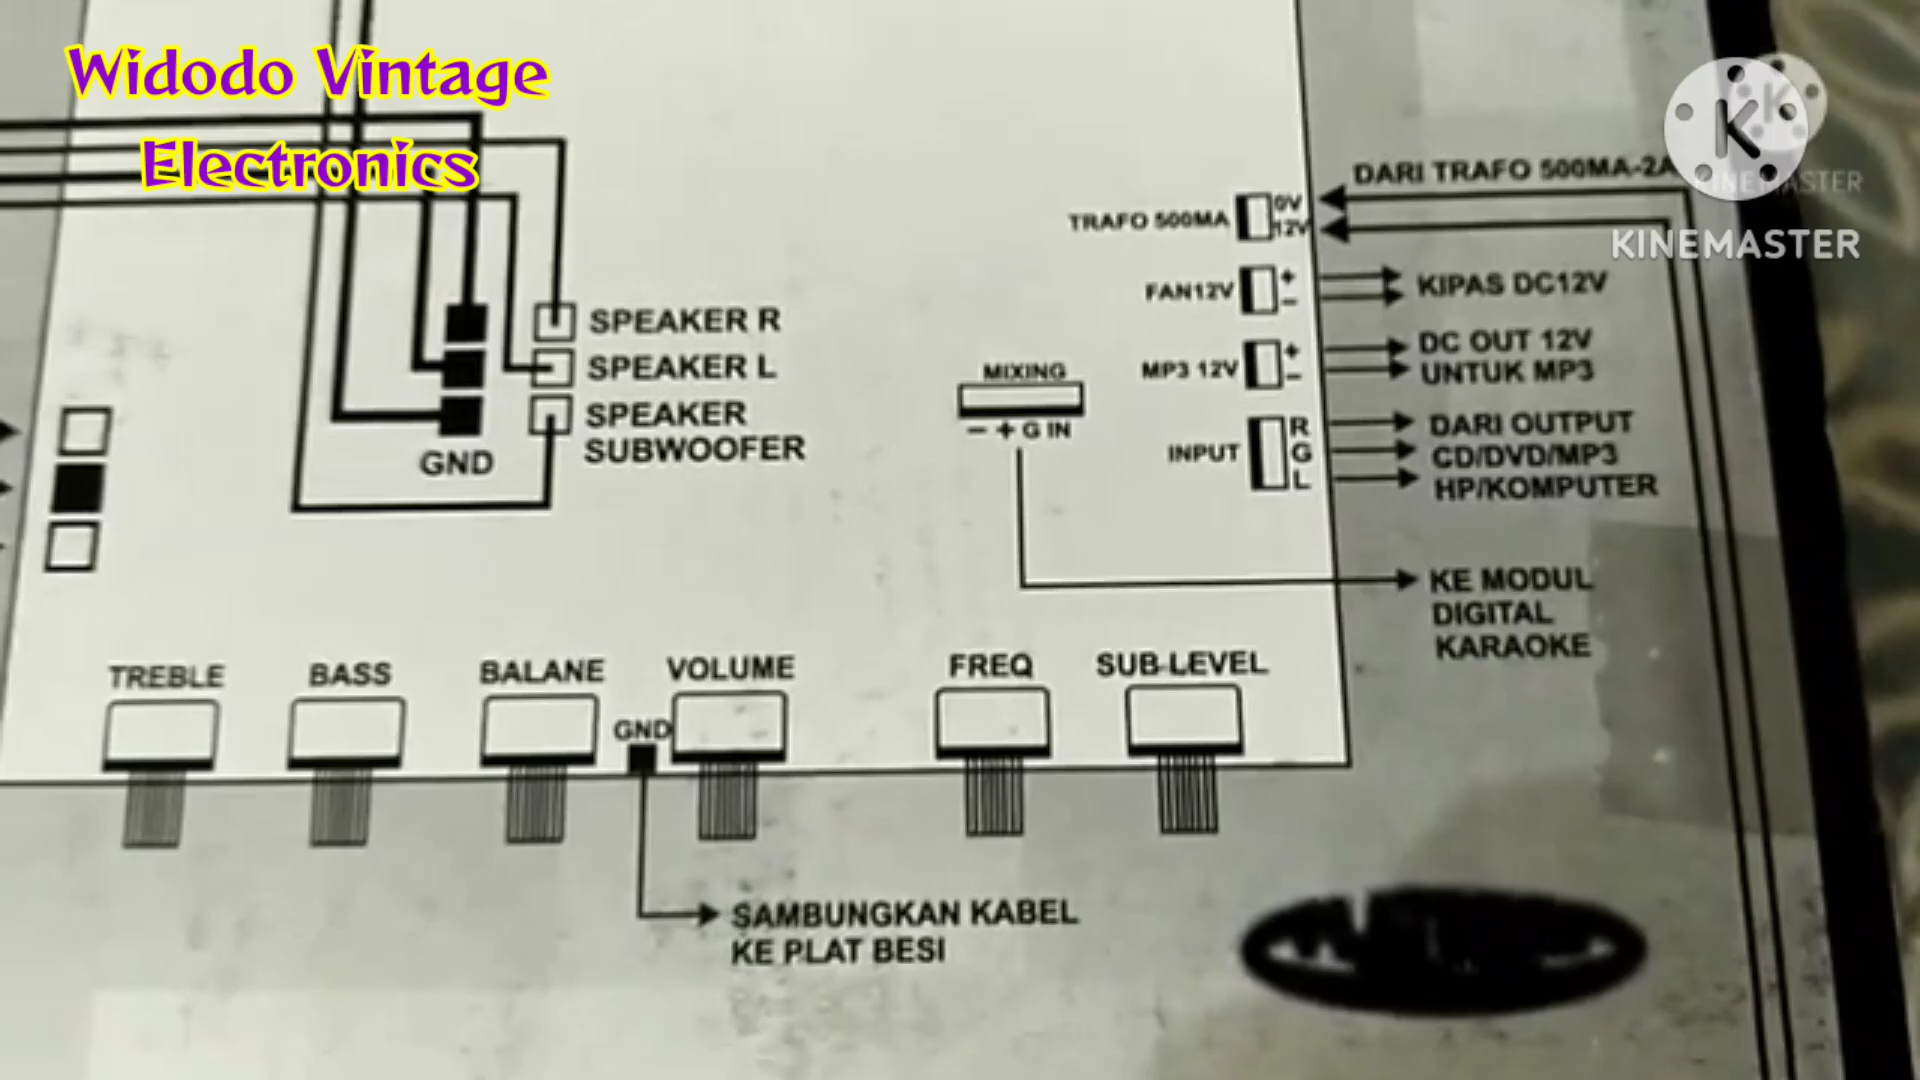 Widodo Vintage
Electronics
KINEMASTER
KINEMASTER
DARI TRAFO 500MA-2A
TRAFO 500MA
0V
12V
FAN12V
+
−
KIPAS DC12V
MP3 12V
+
−
DC OUT 12V
UNTUK MP3
INPUT
R
G
L
DARI OUTPUT
CD/DVD/MP3
HP/KOMPUTER
MIXING
− + G IN
KE MODUL
DIGITAL
KARAOKE
SPEAKER R
SPEAKER L
SPEAKER
SUBWOOFER
GND
TREBLE
BASS
BALANE
GND
VOLUME
FREQ
SUB LEVEL
SAMBUNGKAN KABEL
KE PLAT BESI